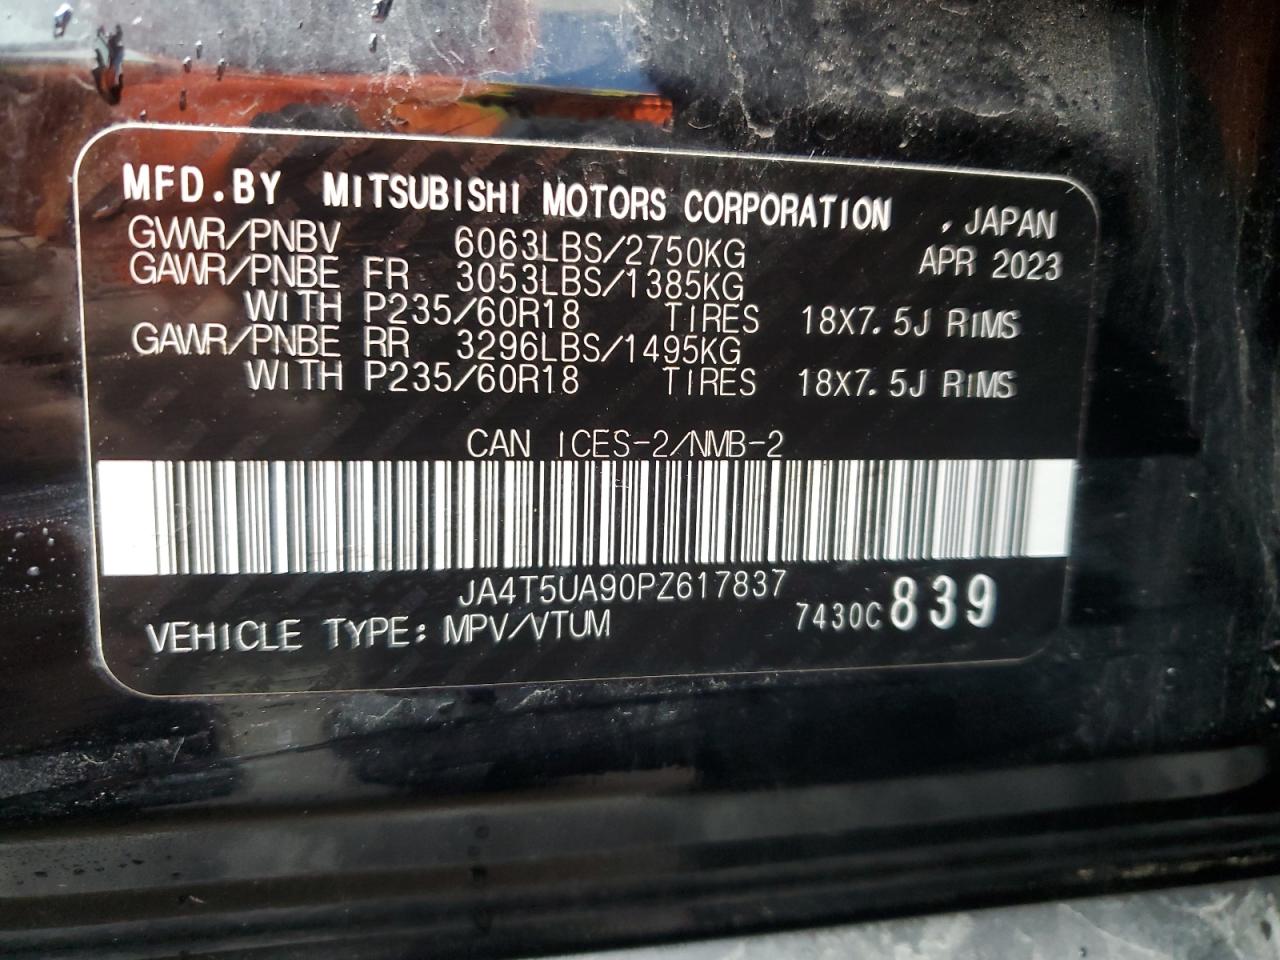 MFD.BY MITSUBISHI MOTORS CORPORATION , JAPAN
GVWR/PNBV 6063LBS/2750KG APR 2023
GAWR/PNBE FR 3053LBS/1385KG
WITH P235/60R18 TIRES 18X7.5J RIMS
GAWR/PNBE RR 3296LBS/1495KG
WITH P235/60R18 TIRES 18X7.5J RIMS
CAN ICES-2/NMB-2
JA4T5UA90PZ617837
VEHICLE TYPE: MPV/VTUM 7430C 839